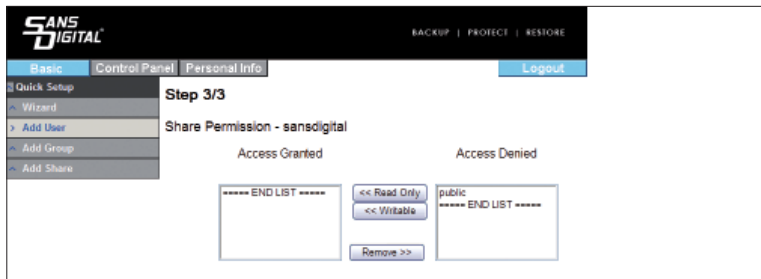 SANS DIGITAL
BACKUP | PROTECT | RESTORE
Basic Control Panel Personal Info Logout
Quick Setup
Wizard
Add User
Add Group
Add Share
Step 3/3
Share Permission - sansdigital
Access Granted Access Denied
===== END LIST =====
<< Read Only
<< Writable
Remove >>
public
===== END LIST =====